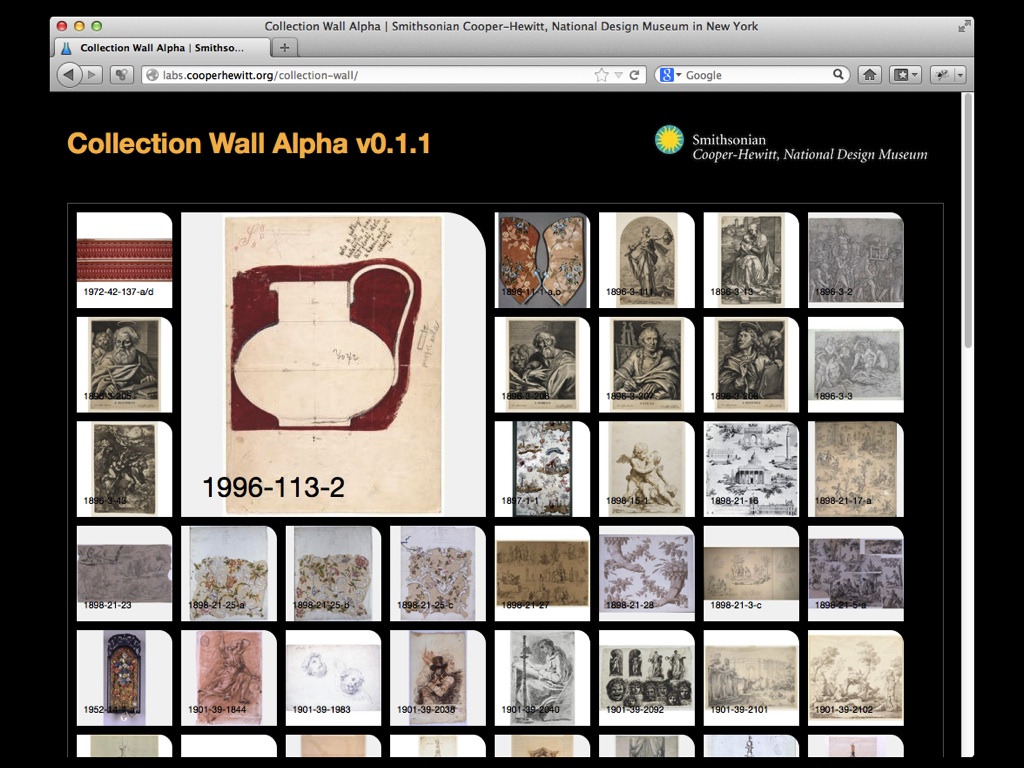 Collection Wall Alpha | Smithsonian Cooper-Hewitt, National Design Museum in New York
Collection Wall Alpha | Smithso...
labs.cooperhewitt.org/collection-wall/
Google
Collection Wall Alpha v0.1.1
Smithsonian
Cooper-Hewitt, National Design Museum
1972-42-137-a/d
1996-113-2
1896-11-1-a,b
1896-3-111
1896-3-13
1896-3-2
1896-3-205
1896-3-206
1896-3-207
1896-3-208
1896-3-3
1896-3-43
1897-1-1
1898-15-1
1898-21-16
1898-21-17-a
1898-21-23
1898-21-25-a
1898-21-25-b
1898-21-25-c
1898-21-27
1898-21-28
1898-21-3-c
1898-21-5-a
1901-39-1844
1901-39-1983
1901-39-2038
1901-39-2040
1901-39-2092
1901-39-2101
1901-39-2102